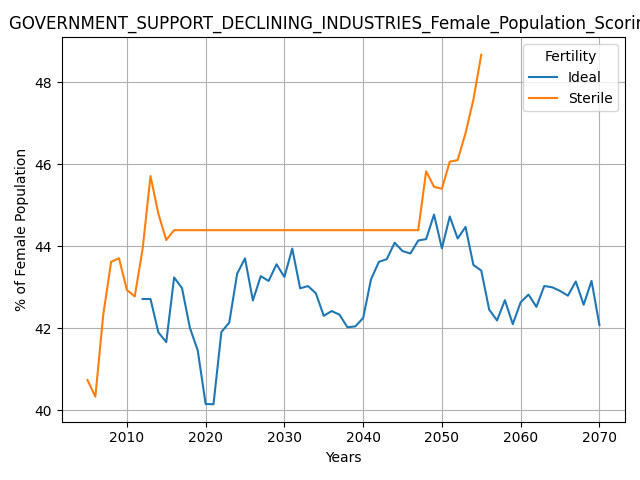 GOVERNMENT_SUPPORT_DECLINING_INDUSTRIES_Female_Population_Scorin
Fertility
Ideal
Sterile
% of Female Population
48
46
44
42
40
2010 2020 2030 2040 2050 2060 2070
Years